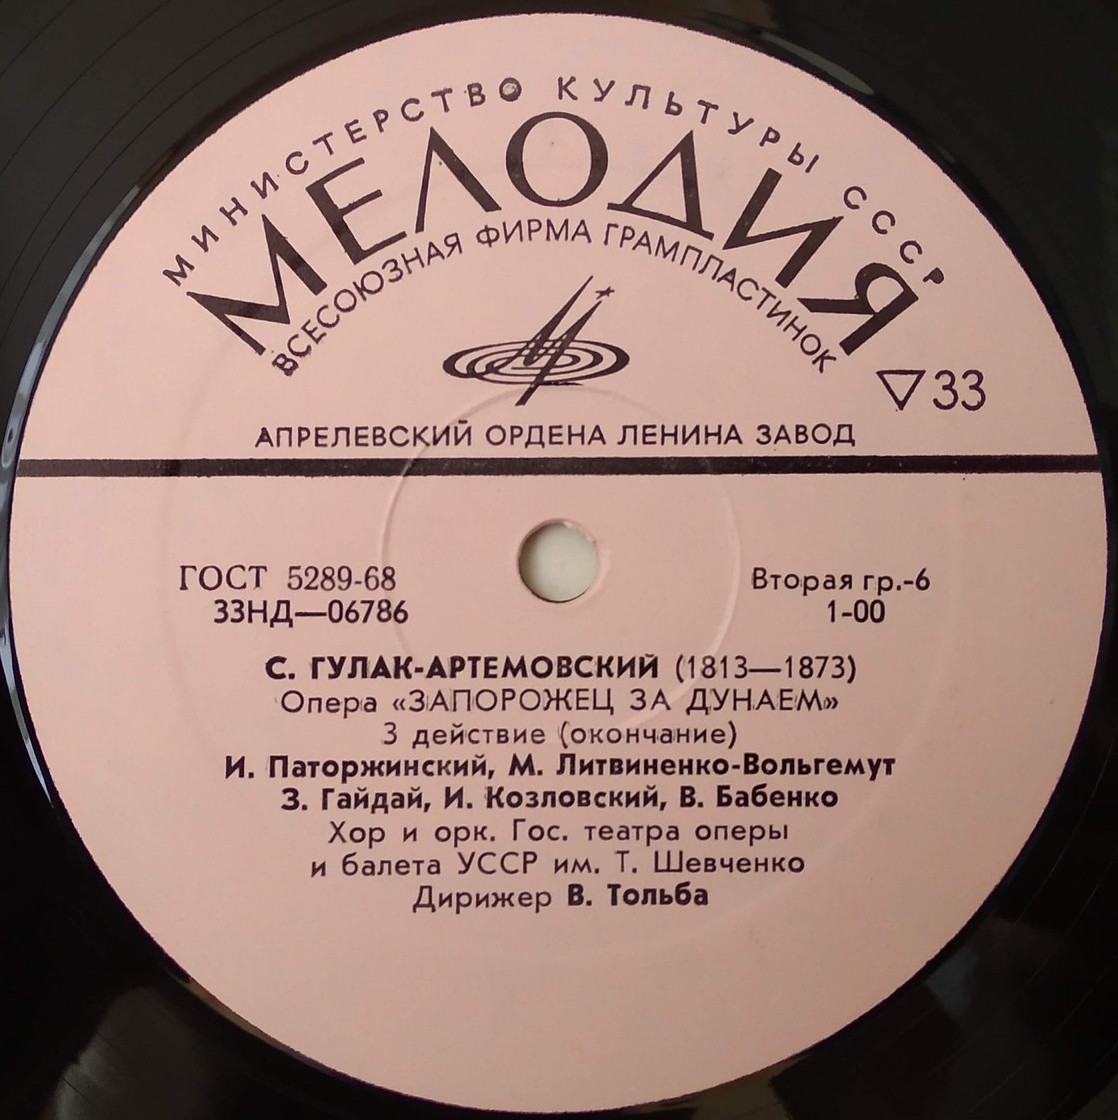 МИНИСТЕРСТВО КУЛЬТУРЫ СССР
МЕЛОДИЯ
ВСЕСОЮЗНАЯ ФИРМА ГРАМПЛАСТИНОК
▽33
АПРЕЛЕВСКИЙ ОРДЕНА ЛЕНИНА ЗАВОД
ГОСТ 5289-68
Вторая гр.-6
33НД—06786
1-00
С. ГУЛАК-АРТЕМОВСКИЙ (1813—1873)
Опера «ЗАПОРОЖЕЦ ЗА ДУНАЕМ»
3 действие (окончание)
И. Паторжинский, М. Литвиненко-Вольгемут
З. Гайдай, И. Козловский, В. Бабенко
Хор и орк. Гос. театра оперы
и балета УССР им. Т. Шевченко
Дирижер В. Тольба